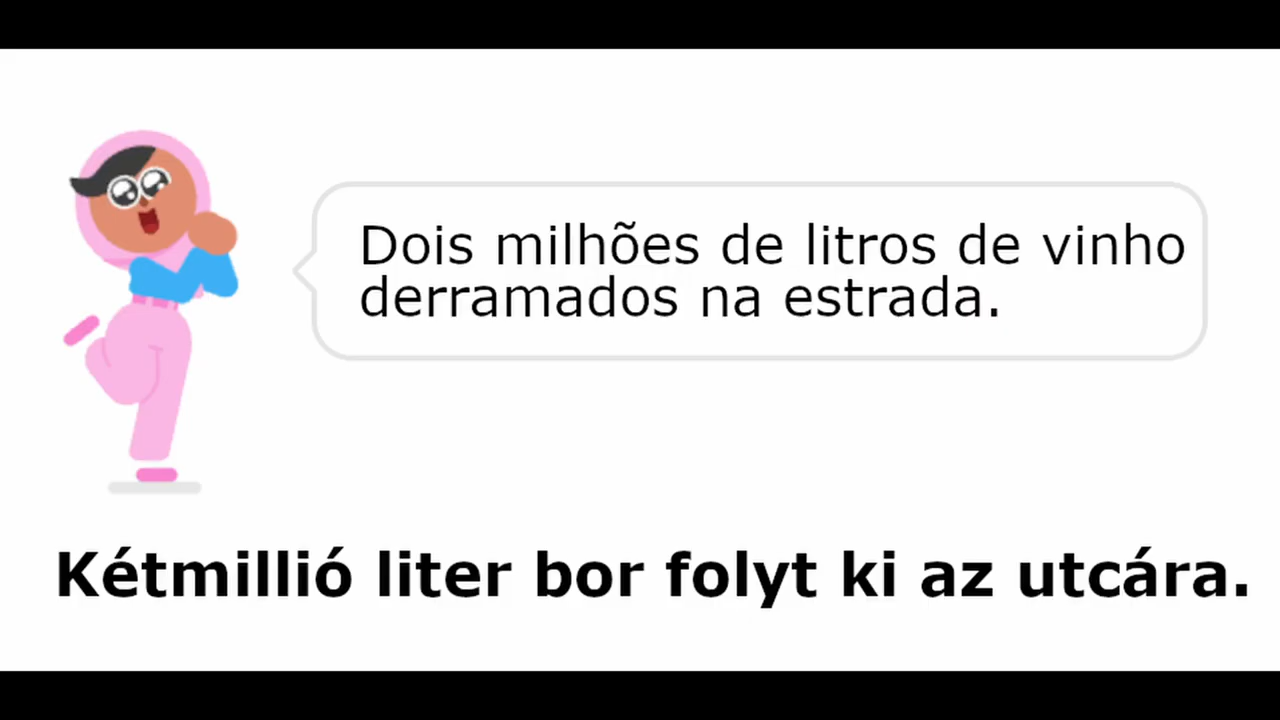 Dois milhões de litros de vinho
derramados na estrada.
Kétmillió liter bor folyt ki az utcára.